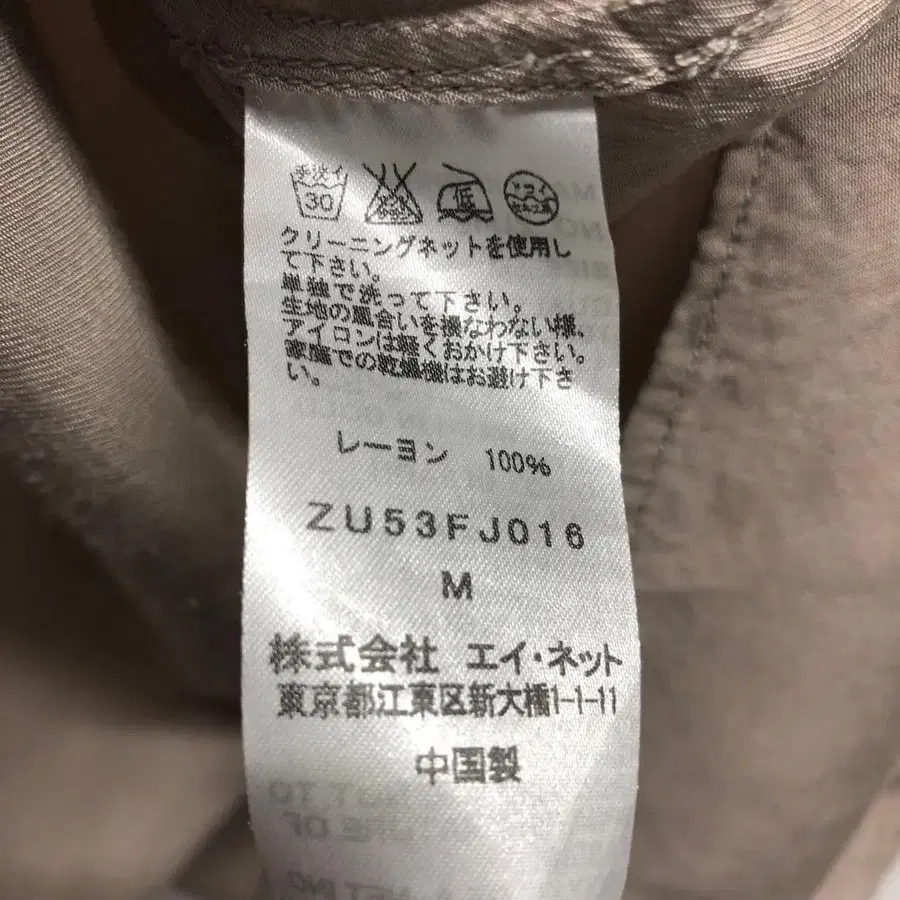 手洗イ
30
低
クリーニングネットを使用し
て下さい。
単独で洗って下さい。
生地の風合いを損なわない様、
アイロンは軽くおかけ下さい。
家庭での乾燥機はお避け下さ
い。
レーヨン 100%
ZU53FJ016
M
株式会社 エイ・ネット
東京都江東区新大橋1-1-11
中国製